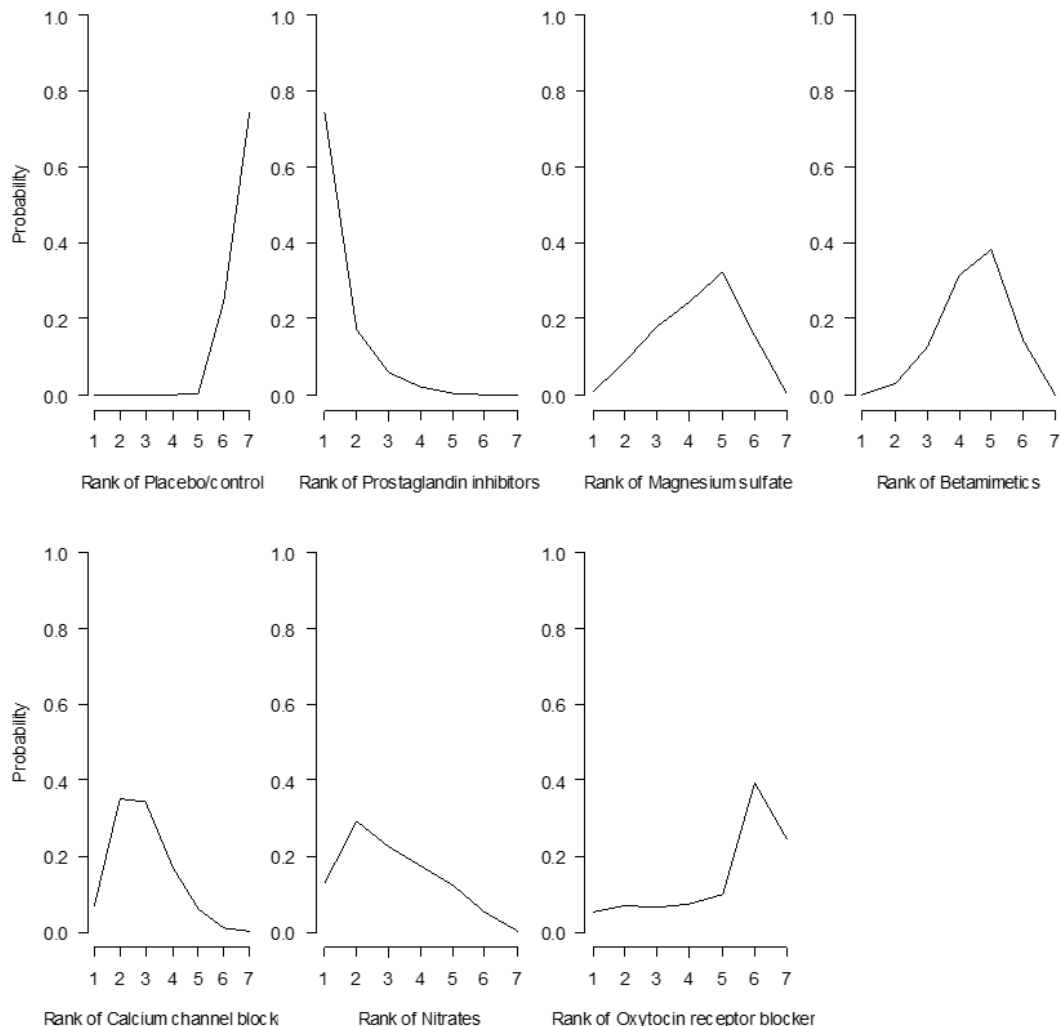 1.0 1.0 1.0 1.0
0.8 0.8 0.8 0.8
0.6 0.6 0.6 0.6
Probability
0.4 0.4 0.4 0.4
0.2 0.2 0.2 0.2
0.0 0.0 0.0 0.0
1 2 3 4 5 6 7 1 2 3 4 5 6 7 1 2 3 4 5 6 7 1 2 3 4 5 6 7
Rank of Placebo/control Rank of Prostaglandin inhibitors Rank of Magnesium sulfate Rank of Betamimetics
1.0 1.0 1.0
0.8 0.8 0.8
0.6 0.6 0.6
Probability
0.4 0.4 0.4
0.2 0.2 0.2
0.0 0.0 0.0
1 2 3 4 5 6 7 1 2 3 4 5 6 7 1 2 3 4 5 6 7
Rank of Calcium channel block Rank of Nitrates Rank of Oxytocin receptor blocker